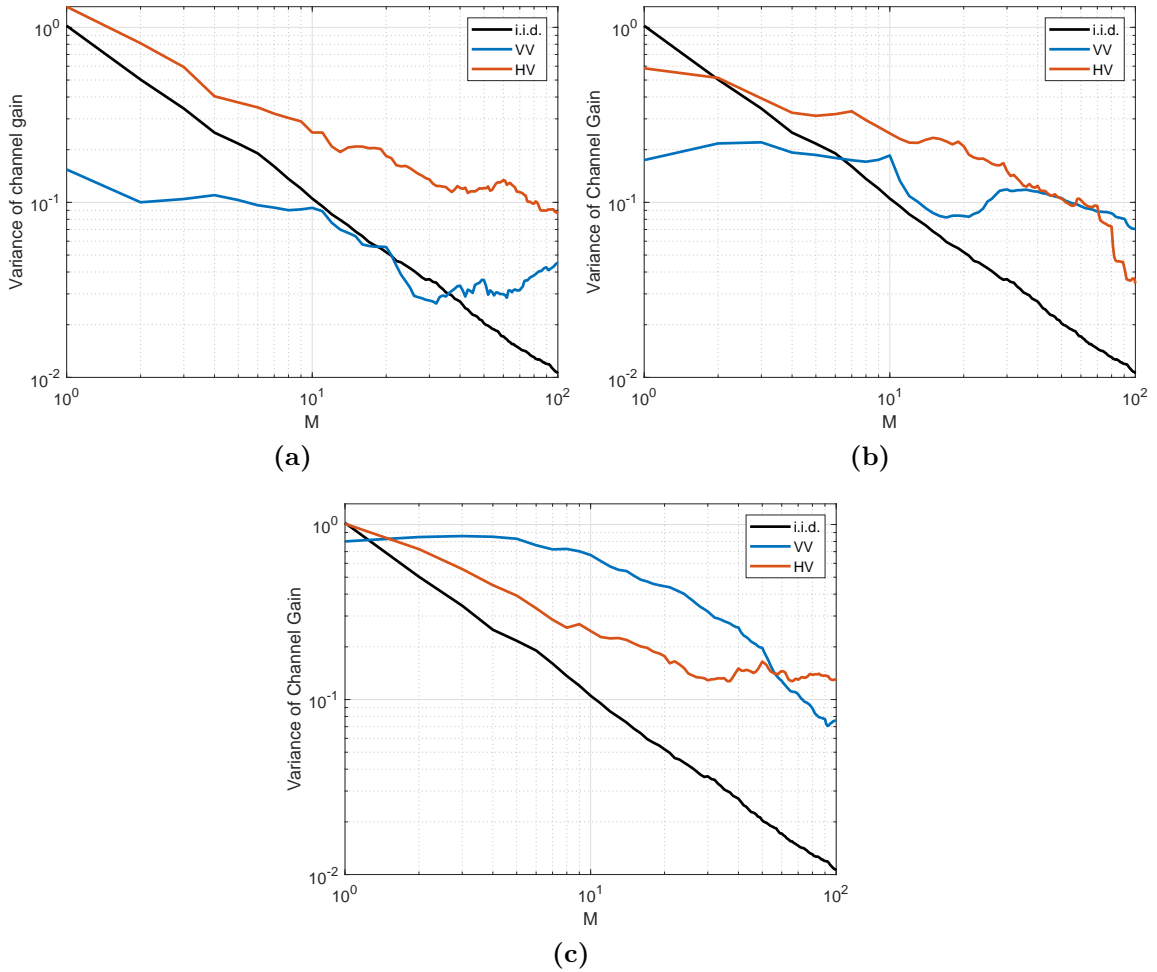 Variance of channel gain
10^0
10^-1
10^-2
10^0
10^1
10^2
M
i.i.d.
VV
HV
(a)
Variance of Channel Gain
10^0
10^-1
10^-2
10^0
10^1
10^2
M
i.i.d.
VV
HV
(b)
Variance of Channel Gain
10^0
10^-1
10^-2
10^0
10^1
10^2
M
i.i.d.
VV
HV
(c)